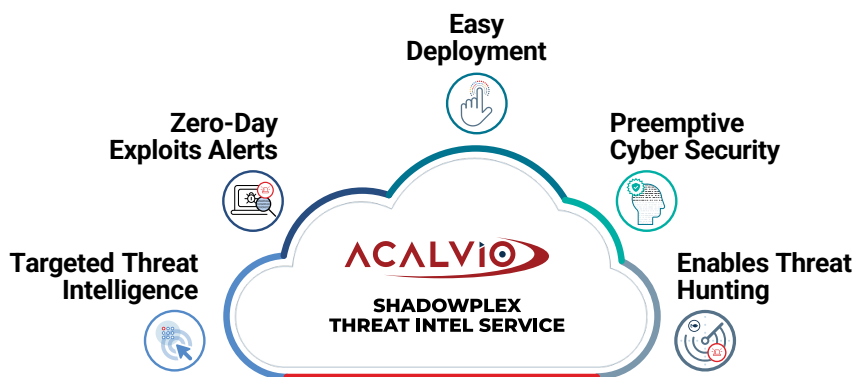 Easy
Deployment
Zero-Day
Exploits Alerts
Preemptive
Cyber Security
Targeted Threat
Intelligence
ACALVIO
Enables Threat
Hunting
SHADOWPLEX
THREAT INTEL SERVICE